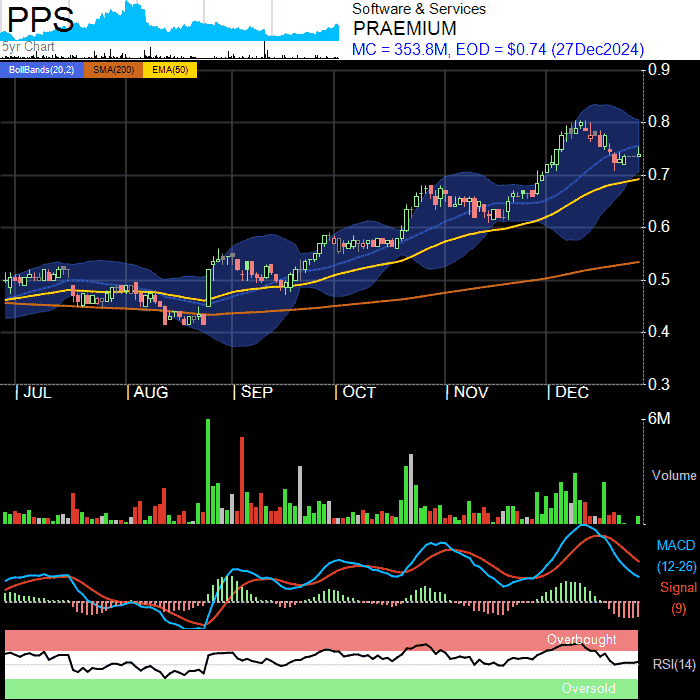 PPS
5yr Chart
Software & Services
PRAEMIUM
MC = 353.8M, EOD = $0.74 (27Dec2024)
BollBands(20,2) SMA(200) EMA(50)
0.9
0.8
0.7
0.6
0.5
0.4
0.3
JUL AUG SEP OCT NOV DEC
6M
Volume
MACD
(12-26)
Signal
(9)
Overbought
RSI(14)
Oversold